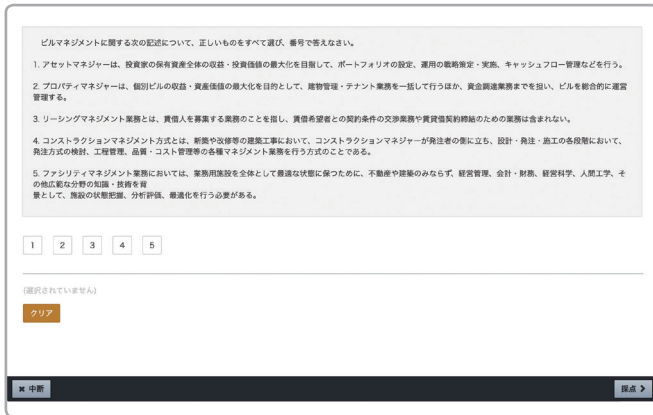 ビルマネジメントに関する次の記述について、正しいものをすべて選び、番号で答えなさい。
1. アセットマネジャーは、投資家の保有資産全体の収益・投資価値の最大化を目指して、ポートフォリオの設定、運用の戦略策定・実施、キャッシュフロー管理などを行う。
2. プロパティマネジャーは、個別ビルの収益・資産価値の最大化を目的として、建物管理・テナント業務を一括して行うほか、資金調達業務までを担い、ビルを総合的に運営
管理する。
3. リーシングマネジメント業務とは、賃借人を募集する業務のことを指し、賃借希望者との契約条件の交渉業務や賃貸借契約締結のための業務は含まれない。
4. コンストラクションマネジメント方式とは、新築や改修等の建築工事において、コンストラクションマネジャーが発注者の側に立ち、設計・発注・施工の各段階において、
発注方式の検討、工程管理、品質・コスト管理等の各種マネジメント業務を行う方式のことである。
5. ファシリティマネジメント業務においては、業務用施設を全体として最適な状態に保つために、不動産や建築のみならず、経営管理、会計・財務、経営科学、人間工学、そ
の他広範な分野の知識・技術を背
景として、施設の状態把握、分析評価、最適化を行う必要がある。
1 2 3 4 5
(選択されていません)
クリア
✖ 中断 採点 ❯